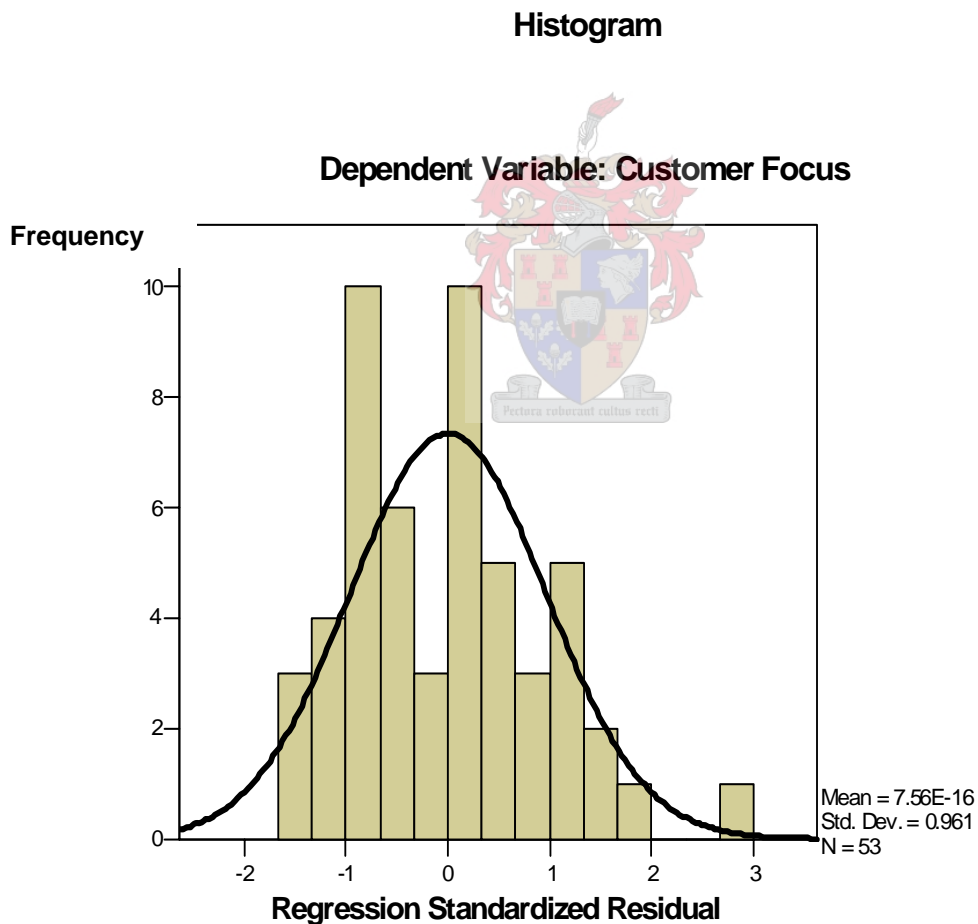 Histogram
Dependent Variable: Customer Focus
Frequency
10
8
6
4
2
0
-2 -1 0 1 2 3
Regression Standardized Residual
Mean = 7.56E-16
Std. Dev. = 0.961
N = 53
Pectora roborant cultus recti